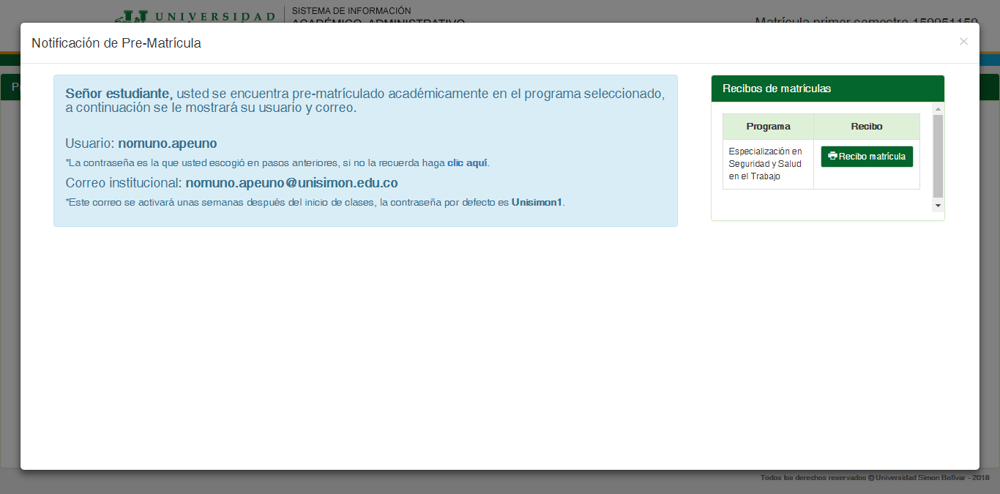 UNIVERSIDAD
SISTEMA DE INFORMACIÓN
ACADÉMICO ADMINISTRATIVO
Matrícula primer semestre
Notificación de Pre-Matrícula
×
Señor estudiante, usted se encuentra pre-matrículado académicamente en el programa seleccionado,
a continuación se le mostrará su usuario y correo.
Usuario: nomuno.apeuno
*La contraseña es la que usted escogió en pasos anteriores, si no la recuerda haga clic aquí.
Correo institucional: nomuno.apeuno@unisimon.edu.co
*Este correo se activará unas semanas después del inicio de clases, la contraseña por defecto es Unisimon1.
Recibos de matrículas
Programa
Recibo
Especialización en
Seguridad y Salud
en el Trabajo
Recibo matrícula
Todos los derechos reservados @ Universidad Simon Bolívar - 2018